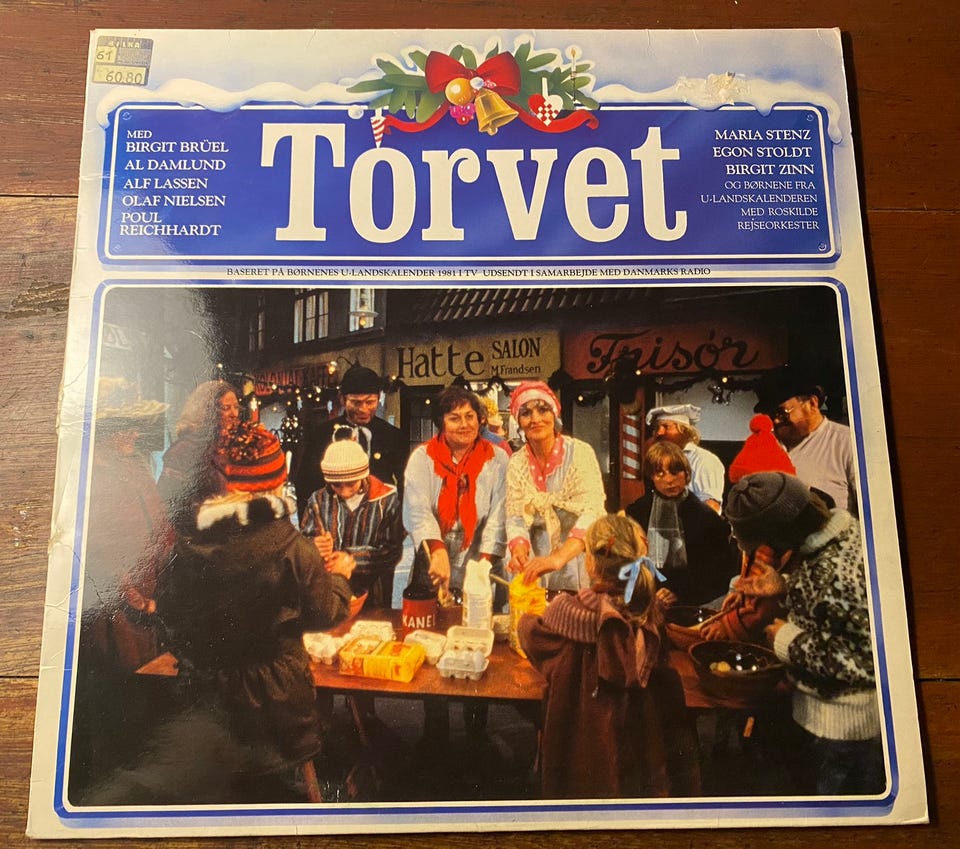 61
60,80
MED
BIRGIT BRÜEL
AL DAMLUND
ALF LASSEN
OLAF NIELSEN
POUL
REICHHARDT
Torvet
MARIA STENZ
EGON STOLDT
BIRGIT ZINN
OG BØRNENE FRA
U-LANDSKALENDEREN
MED ROSKILDE
REJSEORKESTER
BASERET PÅ BØRNENES U-LANDSKALENDER 1981 I TV UDSENDT I SAMARBEJDE MED DANMARKS RADIO
Hatte SALON
M Frandsen
Frisør
KANEL